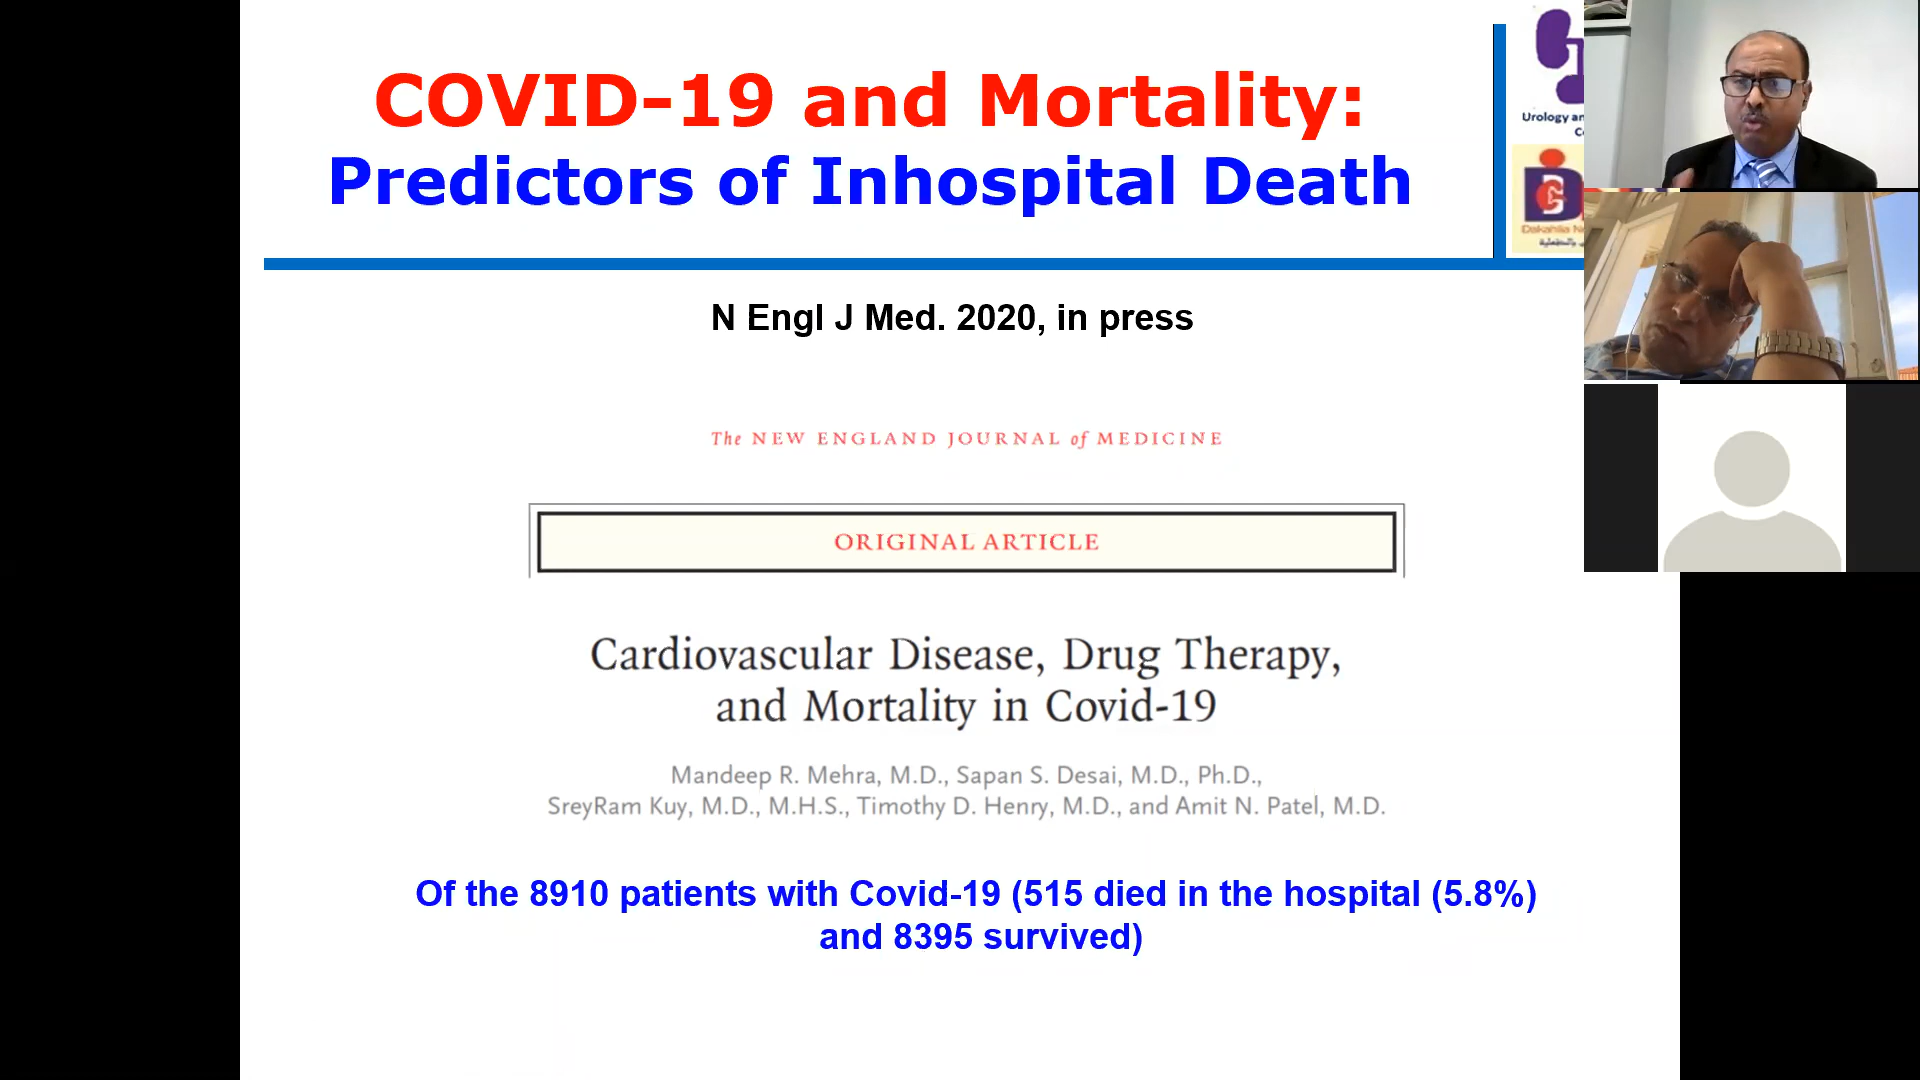 COVID-19 and Mortality:
Predictors of Inhospital Death
Urology
N Engl J Med. 2020, in press
The NEW ENGLAND JOURNAL of MEDICINE
ORIGINAL ARTICLE
Cardiovascular Disease, Drug Therapy,
and Mortality in Covid-19
Mandeep R. Mehra, M.D., Sapan S. Desai, M.D., Ph.D.,
SreyRam Kuy, M.D., M.H.S., Timothy D. Henry, M.D., and Amit N. Patel, M.D.
Of the 8910 patients with Covid-19 (515 died in the hospital (5.8%)
and 8395 survived)